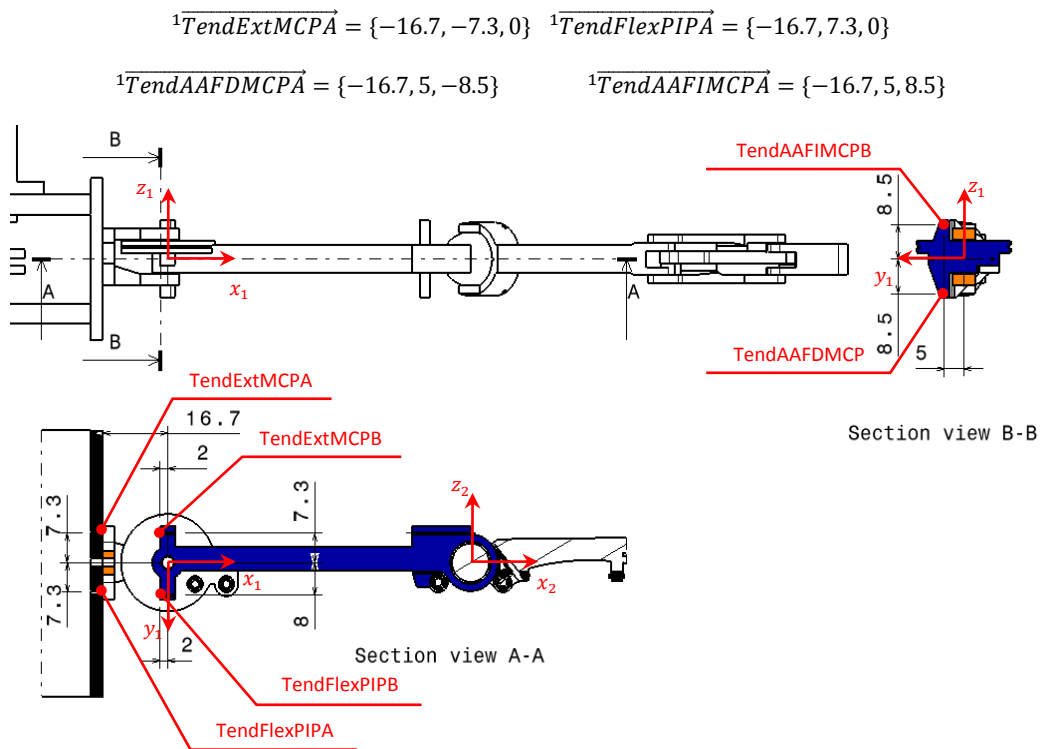 ¹TendExtMCPA = {−16.7, −7.3, 0} ¹TendFlexPIPA = {−16.7, 7.3, 0}
¹TendAAFDMCPA = {−16.7, 5, −8.5} ¹TendAAFIMCPA = {−16.7, 5, 8.5}
B
TendAAFIMCPB
z₁
8.5
z₁
A
x₁
A
y₁
B
8.5
TendAAFDMCP
5
TendExtMCPA
16.7
TendExtMCPB
Section view B-B
2
7.3
z₂
7.3
x₁
x₂
7.3
y₁
8
2
Section view A-A
TendFlexPIPB
TendFlexPIPA